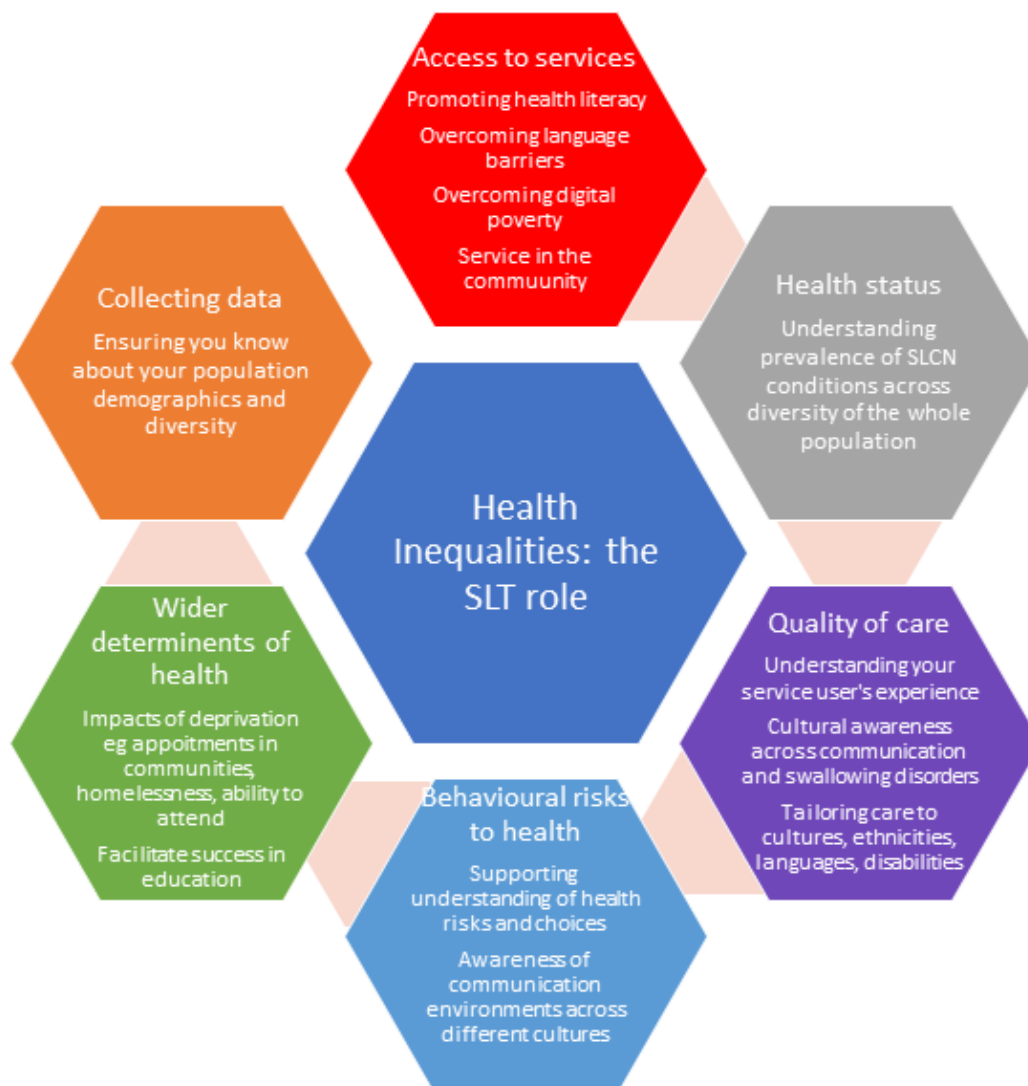 Access to services
Promoting health literacy
Overcoming language
barriers
Overcoming digital
poverty
Service in the
commuunity
Health status
Understanding
prevalence of SLCN
conditions across
diversity of the whole
population
Quality of care
Understanding your
service user's experience
Cultural awareness
across communication
and swallowing disorders
Tailoring care to
cultures, ethnicities,
languages, disabilities
Behavioural risks
to health
Supporting
understanding of health
risks and choices
Awareness of
communication
environments across
different cultures
Wider
determinents of
health
Impacts of deprivation
eg appoitments in
communities,
homelessness, ability to
attend
Facilitate success in
education
Collecting data
Ensuring you know
about your population
demographics and
diversity
Health
Inequalities: the
SLT role